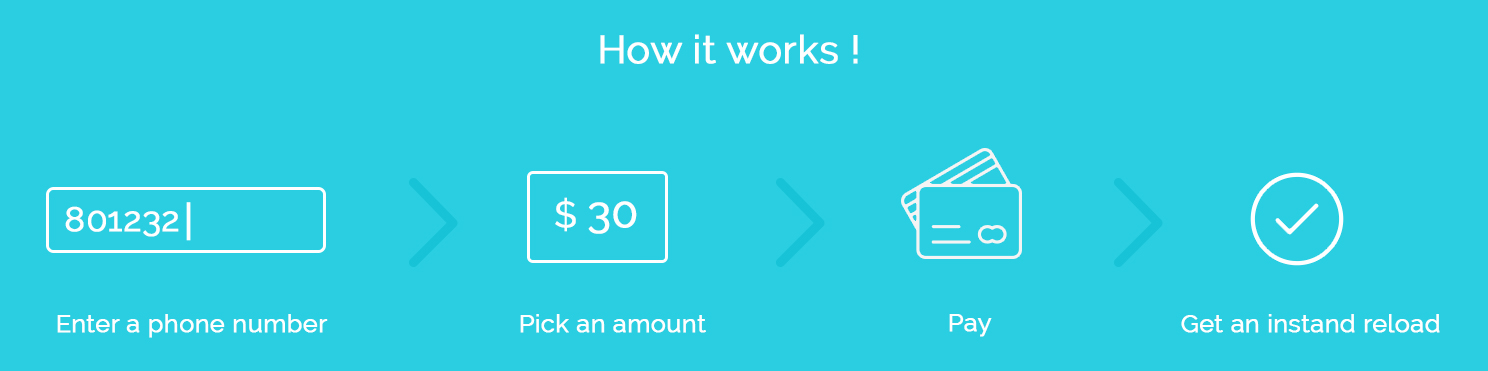 How it works !
801232
$ 30
Enter a phone number
Pick an amount
Pay
Get an instand reload